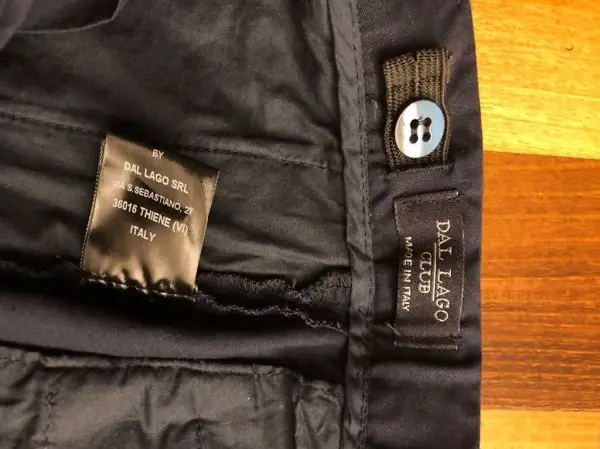 BY
DAL LAGO SRL
VIA S.SEBASTIANO, 27
36016 THIENE (VI)
ITALY
DAL LAGO
CLUB
MADE IN ITALY